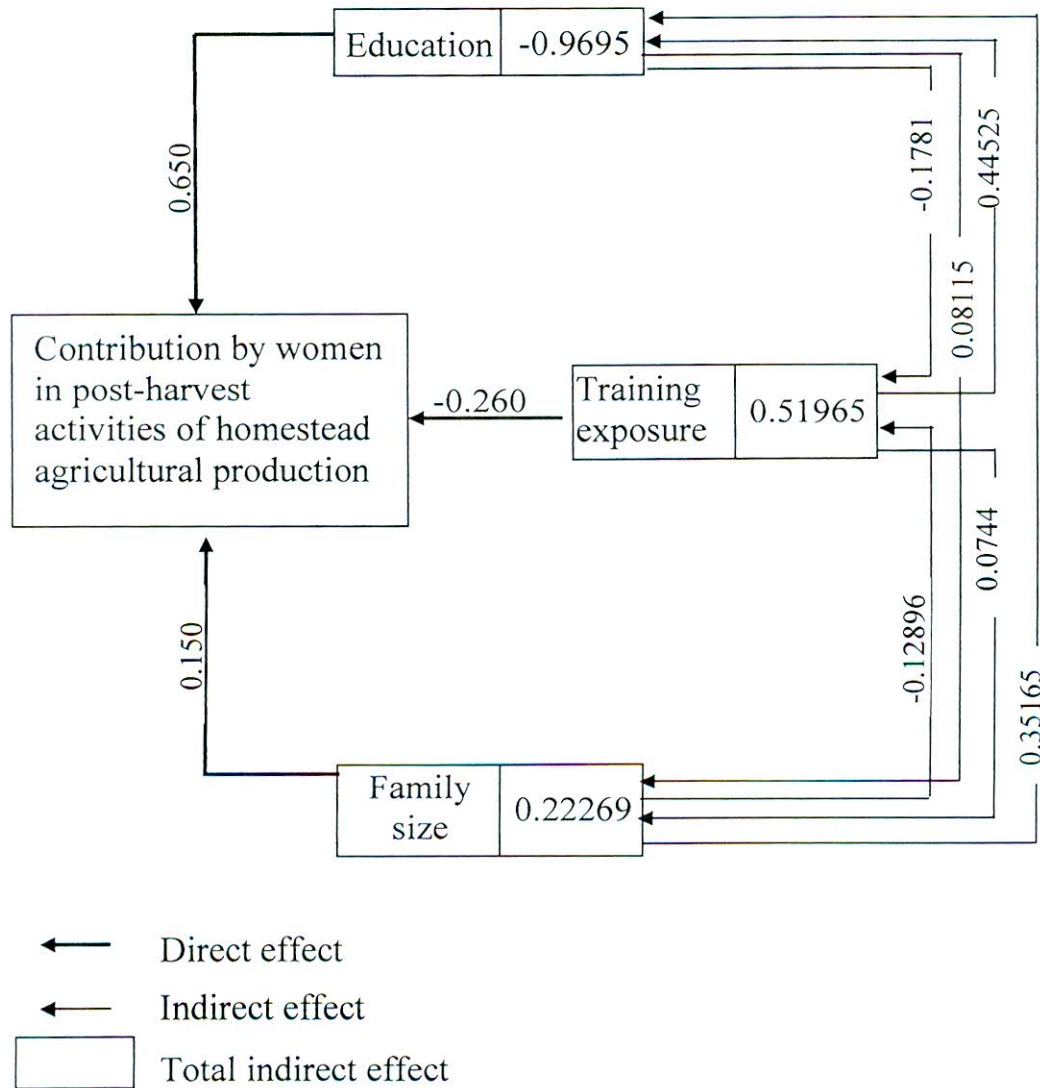 Education -0.9695
0.650
-0.1781
0.44525
0.08115
Contribution by women
in post-harvest
activities of homestead
agricultural production
-0.260
Training
exposure
0.51965
0.0744
-0.12896
0.35165
0.150
Family
size
0.22269
Direct effect
Indirect effect
Total indirect effect